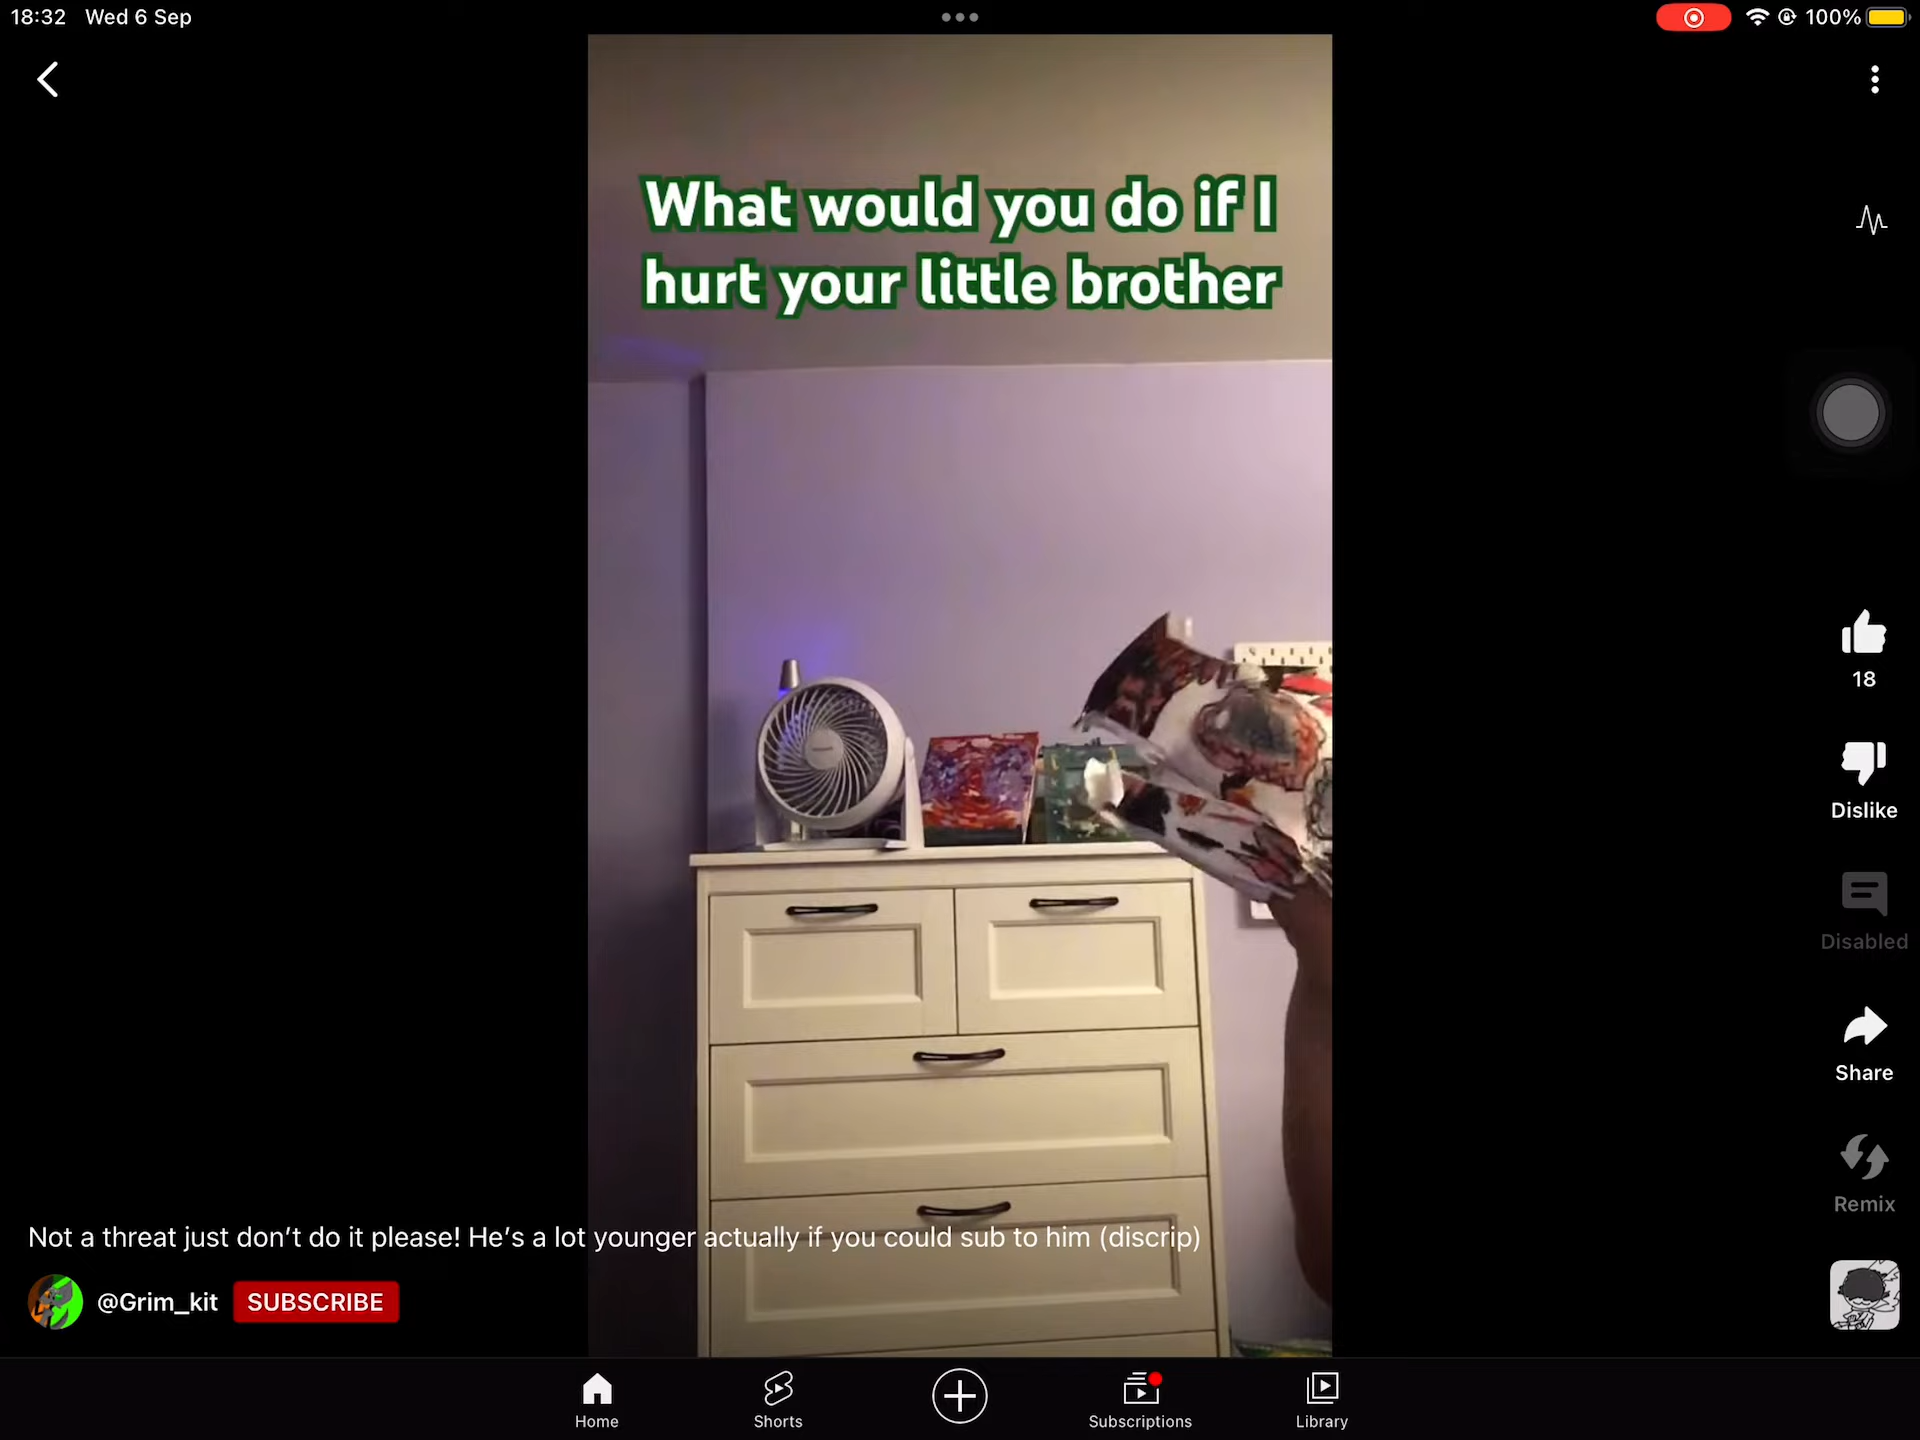 18:32 Wed 6 Sep
100%
What would you do if I
hurt your little brother
18
Dislike
Disabled
Share
Remix
Not a threat just don't do it please! He's a lot younger actually if you could sub to him (discrip)
@Grim_kit SUBSCRIBE
Home
Shorts
Subscriptions
Library